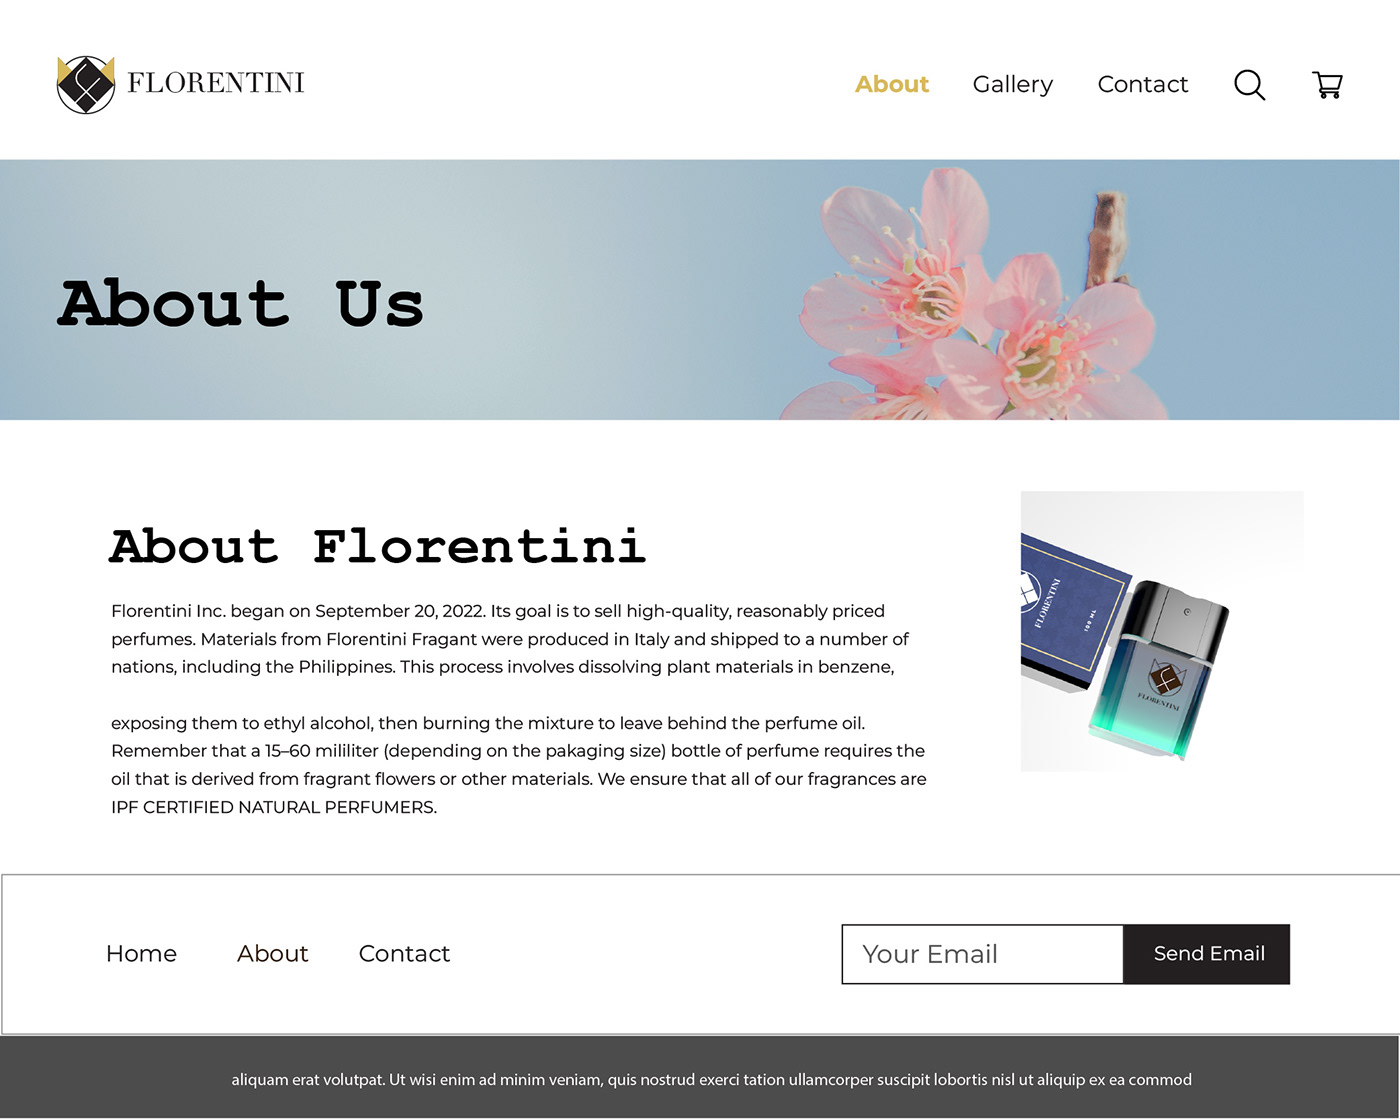 FLORENTINI
About Gallery Contact
About Us
About Florentini
Florentini Inc. began on September 20, 2022. Its goal is to sell high-quality, reasonably priced
perfumes. Materials from Florentini Fragant were produced in Italy and shipped to a number of
nations, including the Philippines. This process involves dissolving plant materials in benzene,
exposing them to ethyl alcohol, then burning the mixture to leave behind the perfume oil.
Remember that a 15–60 mililiter (depending on the pakaging size) bottle of perfume requires the
oil that is derived from fragrant flowers or other materials. We ensure that all of our fragrances are
IPF CERTIFIED NATURAL PERFUMERS.
FLORENTINI
100 ML
FLORENTINI
Home About Contact
Your Email
Send Email
aliquam erat volutpat. Ut wisi enim ad minim veniam, quis nostrud exerci tation ullamcorper suscipit lobortis nisl ut aliquip ex ea commod